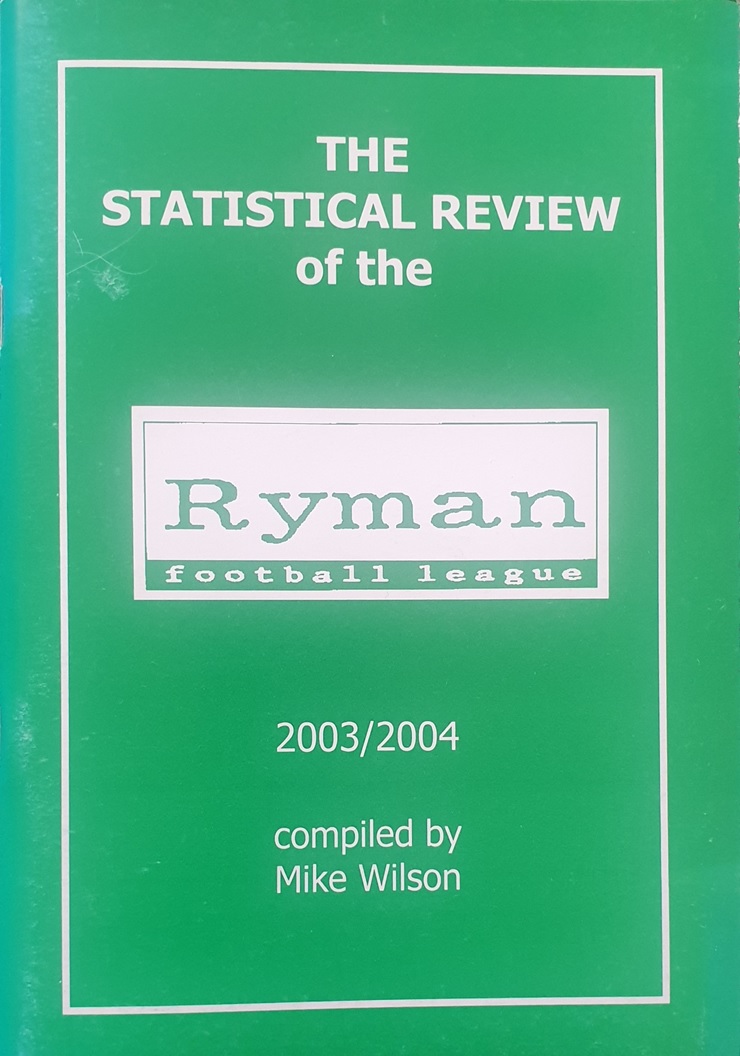 THE
STATISTICAL REVIEW
of the
Ryman
football league
2003/2004
compiled by
Mike Wilson